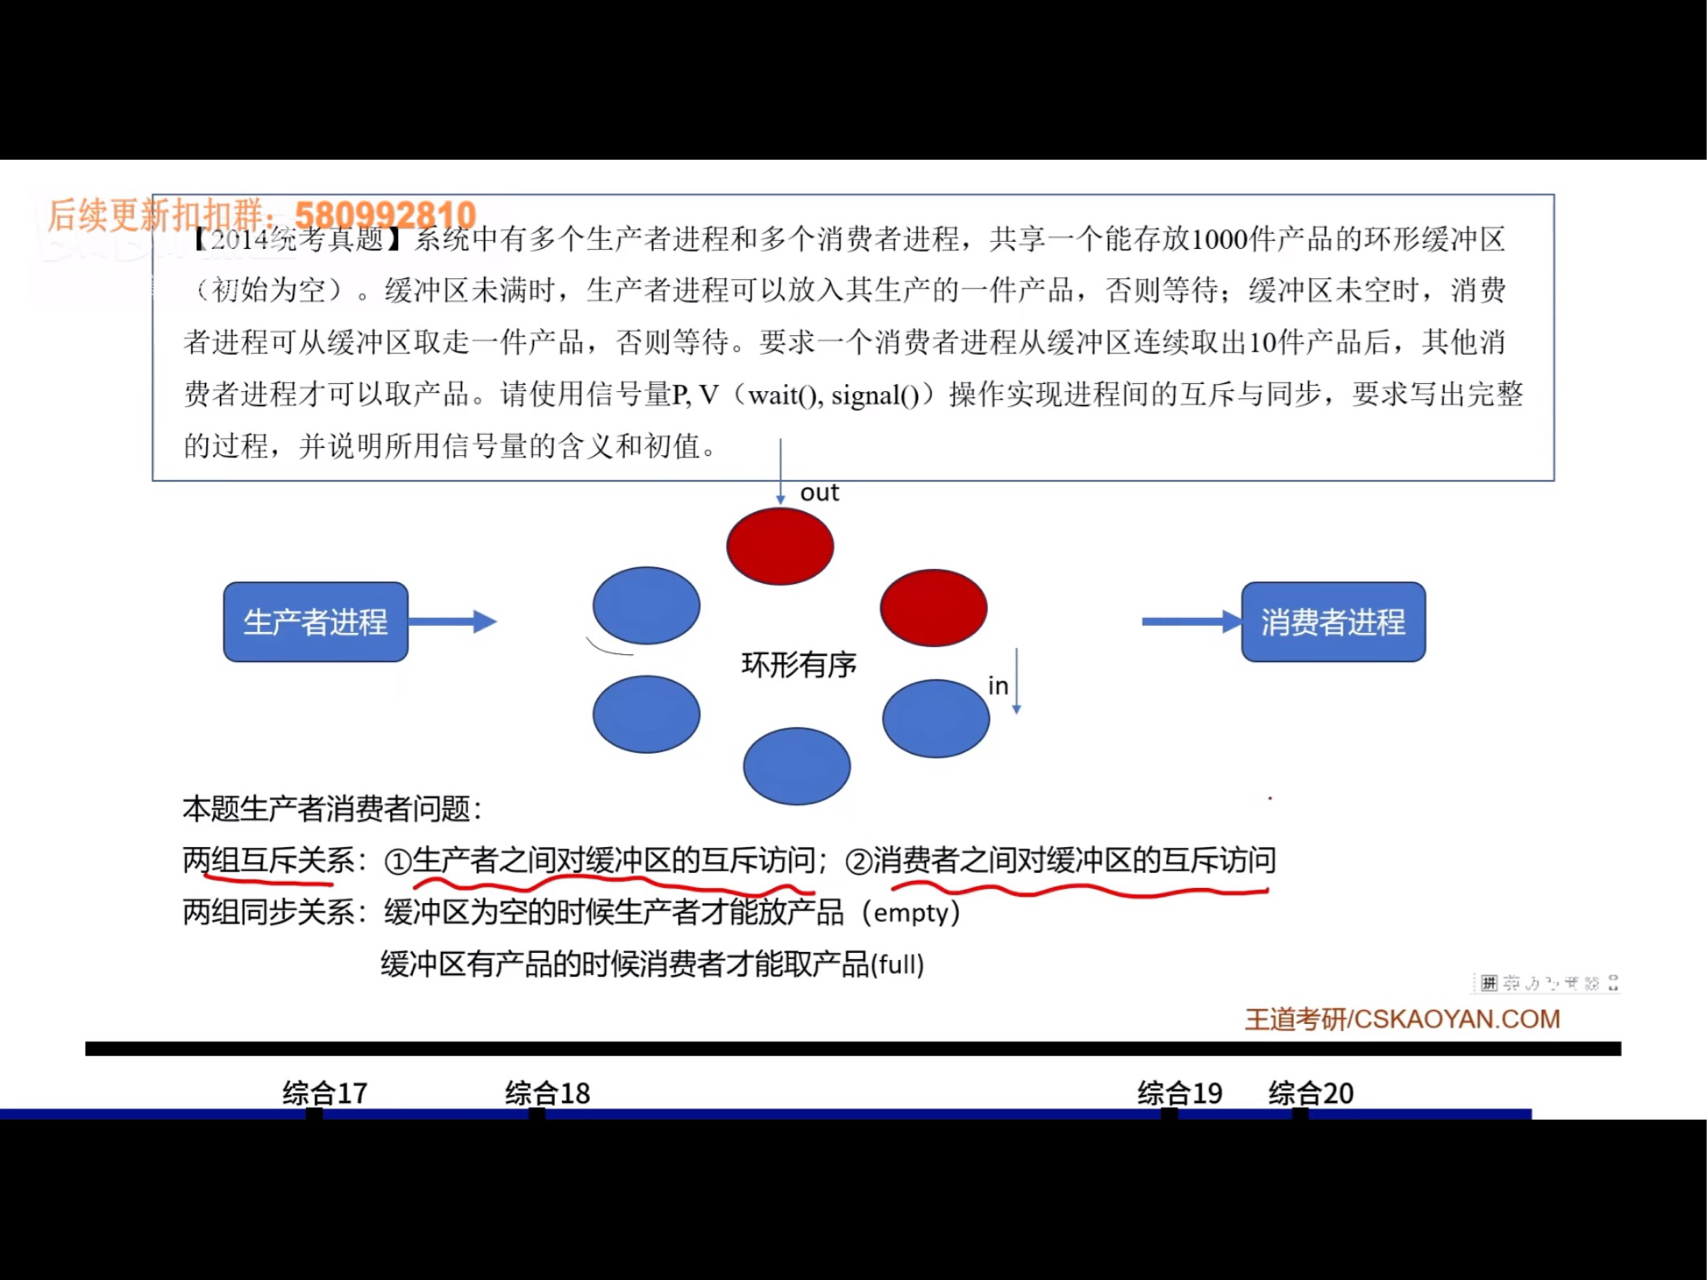 后续更新扣扣群：580992810
【2014统考真题】系统中有多个生产者进程和多个消费者进程，共享一个能存放1000件产品的环形缓冲区
（初始为空）。缓冲区未满时，生产者进程可以放入其生产的一件产品，否则等待；缓冲区未空时，消费
者进程可从缓冲区取走一件产品，否则等待。要求一个消费者进程从缓冲区连续取出10件产品后，其他消
费者进程才可以取产品。请使用信号量P, V（wait(), signal()）操作实现进程间的互斥与同步，要求写出完整
的过程，并说明所用信号量的含义和初值。
out
生产者进程
消费者进程
环形有序
in
本题生产者消费者问题：
两组互斥关系：①生产者之间对缓冲区的互斥访问；②消费者之间对缓冲区的互斥访问
两组同步关系：缓冲区为空的时候生产者才能放产品（empty）
缓冲区有产品的时候消费者才能取产品(full)
拼
王道考研/CSKAOYAN.COM
综合17 综合18 综合19 综合20